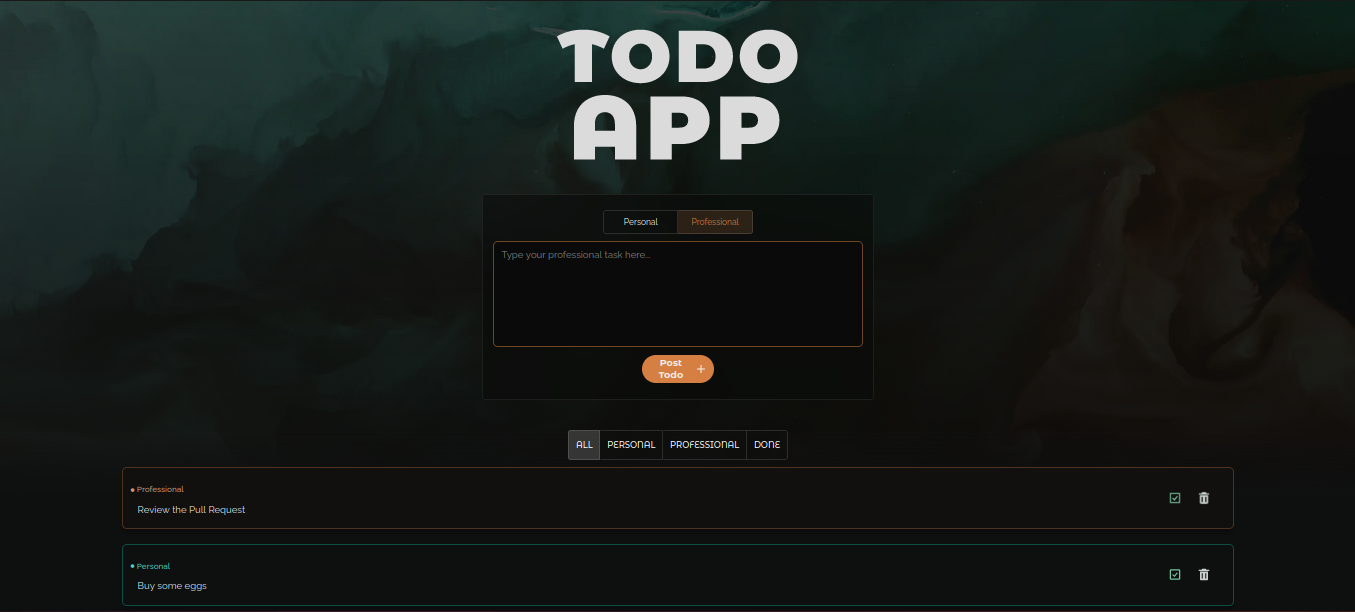 TODO
APP
Personal Professional
Type your professional task here...
Post
Todo
ALL PERSONAL PROFESSIONAL DONE
Professional
Review the Pull Request
Personal
Buy some eggs